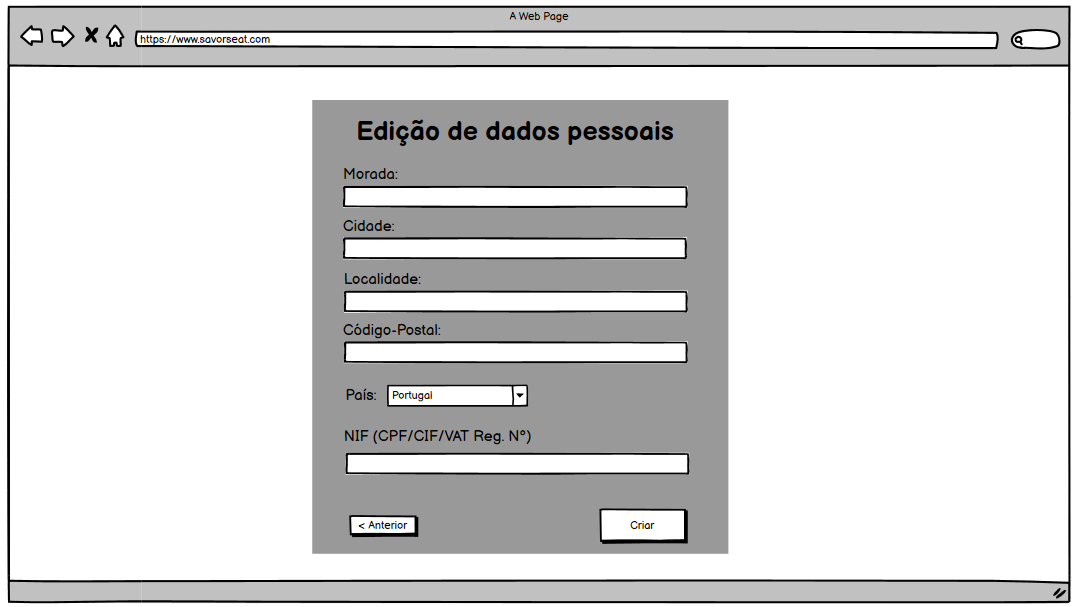 A Web Page
https://www.savorseat.com
Edição de dados pessoais
Morada:
Cidade:
Localidade:
Código-Postal:
País: Portugal
NIF (CPF/CIF/VAT Reg. Nº)
< Anterior
Criar